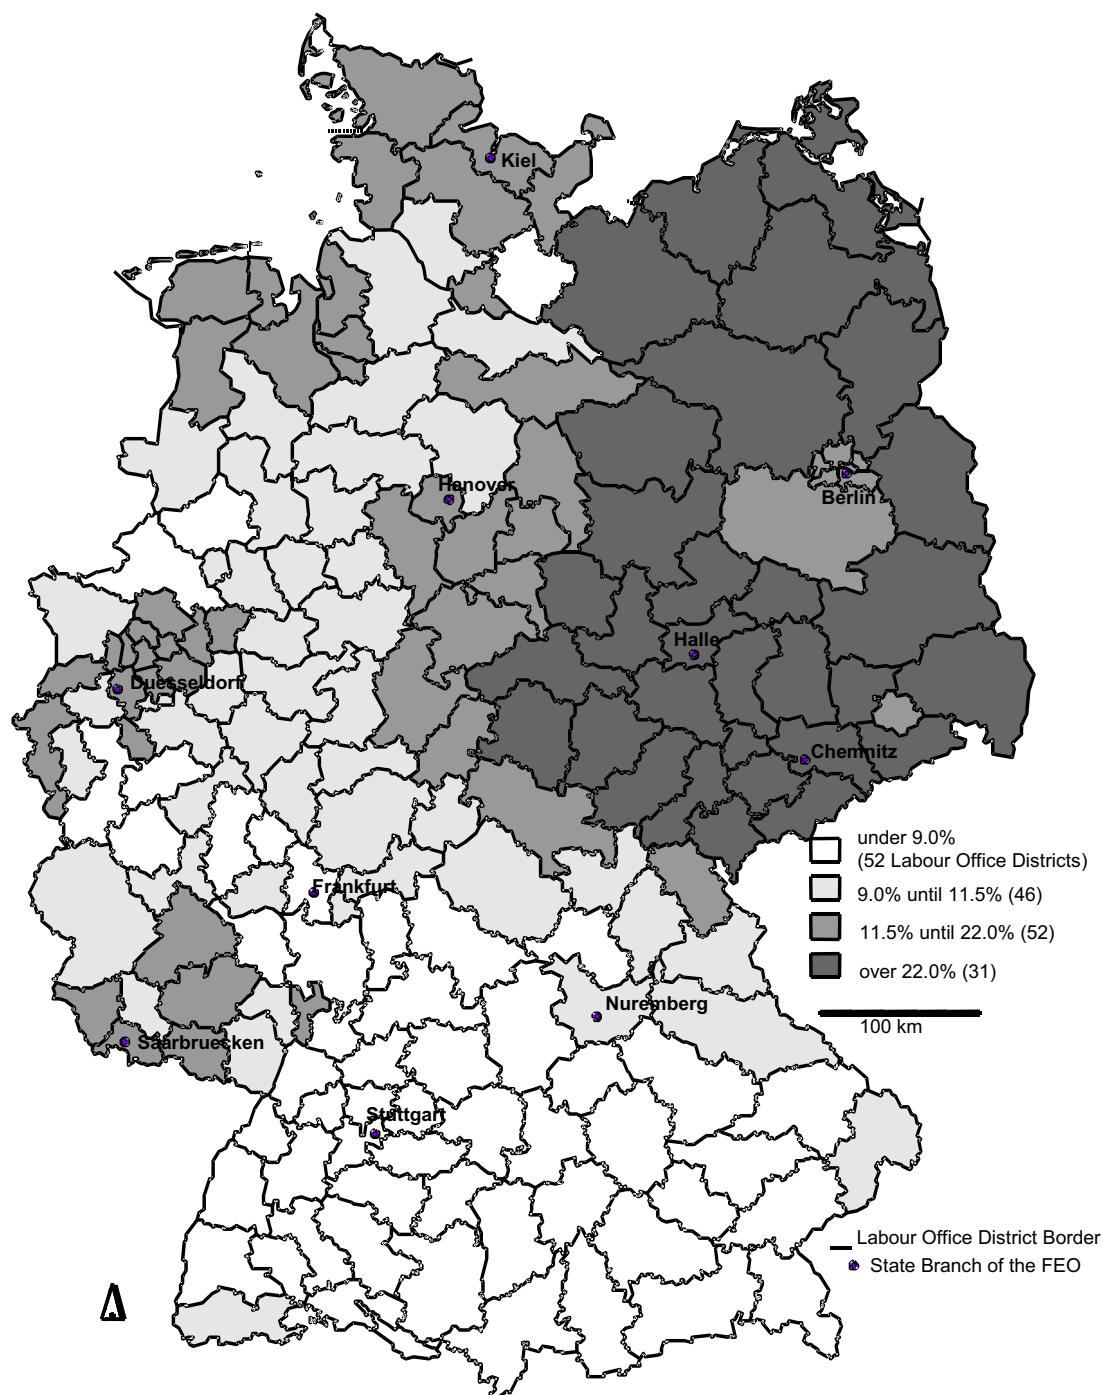 Kiel
Hanover
Berlin
Halle
Duesseldorf
Chemnitz
under 9.0%
(52 Labour Office Districts)
Frankfurt
9.0% until 11.5% (46)
11.5% until 22.0% (52)
over 22.0% (31)
Nuremberg
100 km
Saarbruecken
Stuttgart
Labour Office District Border
State Branch of the FEO